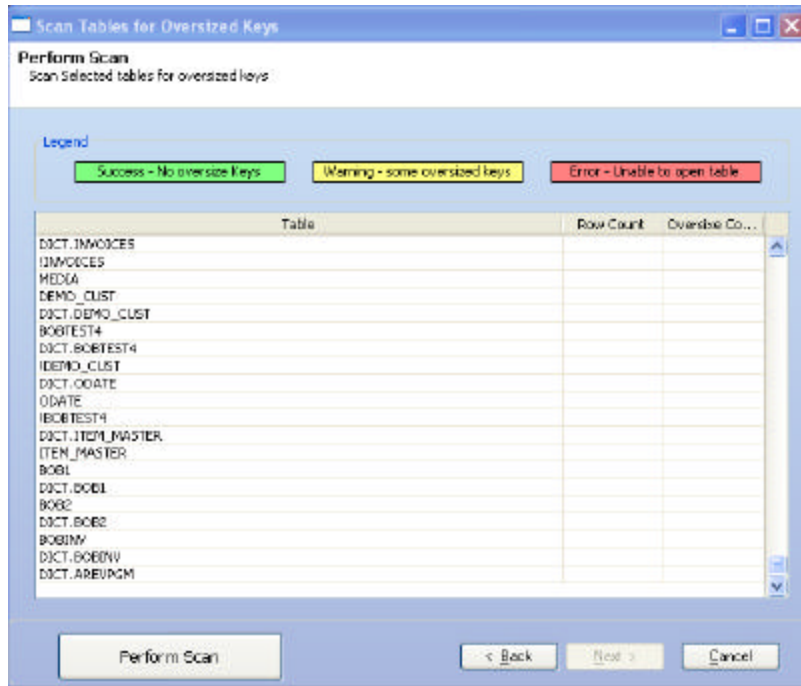 Scan Tables for Oversized Keys
Perform Scan
Scan Selected tables for oversized keys
Legend
Success - No oversize Keys
Warning - some oversized keys
Error - Unable to open table
Table Row Count Oversize Co...
DICT.INVOICES
!INVOICES
MEDIA
DEMO_CUST
DICT.DEMO_CUST
BOBTEST4
DICT.BOBTEST4
!DEMO_CUST
DICT.ODATE
ODATE
!BOBTEST4
DICT.ITEM_MASTER
ITEM_MASTER
BOB1
DICT.BOB1
BOB2
DICT.BOB2
BOBINV
DICT.BOBINV
DICT.AREVPGM
Perform Scan < Back Next > Cancel